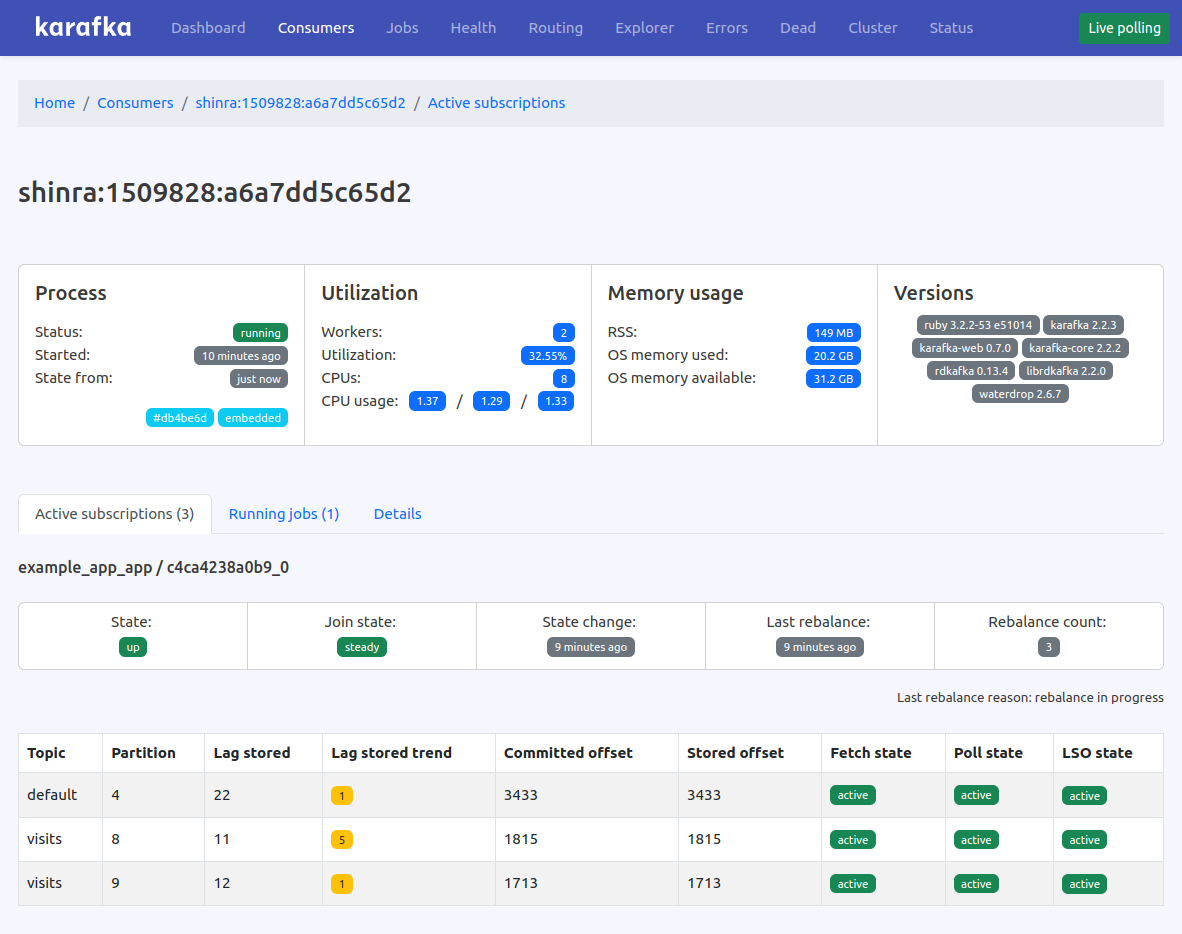 karafka Dashboard Consumers Jobs Health Routing Explorer Errors Dead Cluster Status Live polling
Home / Consumers / shinra:1509828:a6a7dd5c65d2 / Active subscriptions
shinra:1509828:a6a7dd5c65d2
Process
Status: running
Started: 10 minutes ago
State from: just now
#db4be6d embedded
Utilization
Workers: 2
Utilization: 32.55%
CPUs: 8
CPU usage: 1.37 / 1.29 / 1.33
Memory usage
RSS: 149 MB
OS memory used: 20.2 GB
OS memory available: 31.2 GB
Versions
ruby 3.2.2-53 e51014 karafka 2.2.3
karafka-web 0.7.0 karafka-core 2.2.2
rdkafka 0.13.4 librdkafka 2.2.0
waterdrop 2.6.7
Active subscriptions (3) Running jobs (1) Details
example_app_app / c4ca4238a0b9_0
State: Join state: State change: Last rebalance: Rebalance count:
up steady 9 minutes ago 9 minutes ago 3
Last rebalance reason: rebalance in progress
Topic Partition Lag stored Lag stored trend Committed offset Stored offset Fetch state Poll state LSO state
default 4 22 1 3433 3433 active active active
visits 8 11 5 1815 1815 active active active
visits 9 12 1 1713 1713 active active active